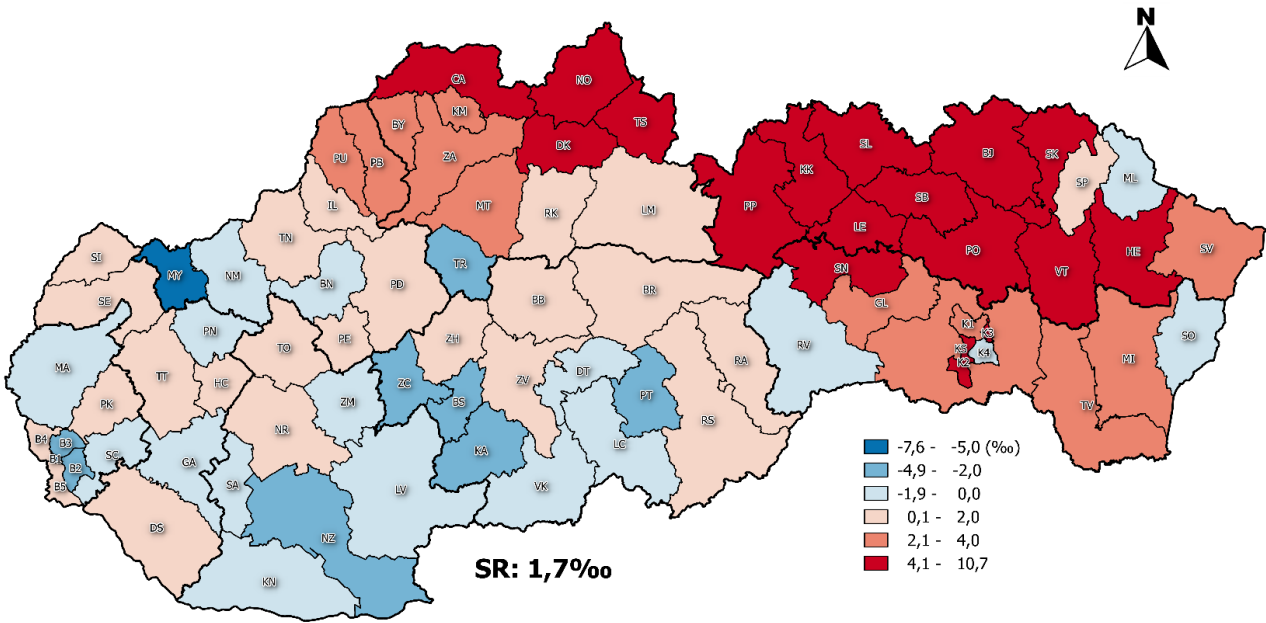 N
CA
NO
KM
BY
TS
DK
SL
BJ
SK
PU
PB
ZA
KK
SP
ML
MT
PP
SB
IL
RK
LM
LE
TN
PO
SV
SI
HE
TR
SN
VT
MY
NM
BN
PD
BR
SE
BB
GL
K1
K3
SO
PN
PE
ZH
TO
RV
K5
K4
MI
MA
RA
K2
TT
HC
ZC
ZV
DT
PK
ZM
BS
PT
TV
NR
RS
B4
B3
KA
LC
B1
B2
SC
GA
B5
SA
LV
VK
DS
NZ
KN
-7,6 - -5,0 (‰)
-4,9 - -2,0
-1,9 - 0,0
0,1 - 2,0
2,1 - 4,0
4,1 - 10,7
SR: 1,7‰